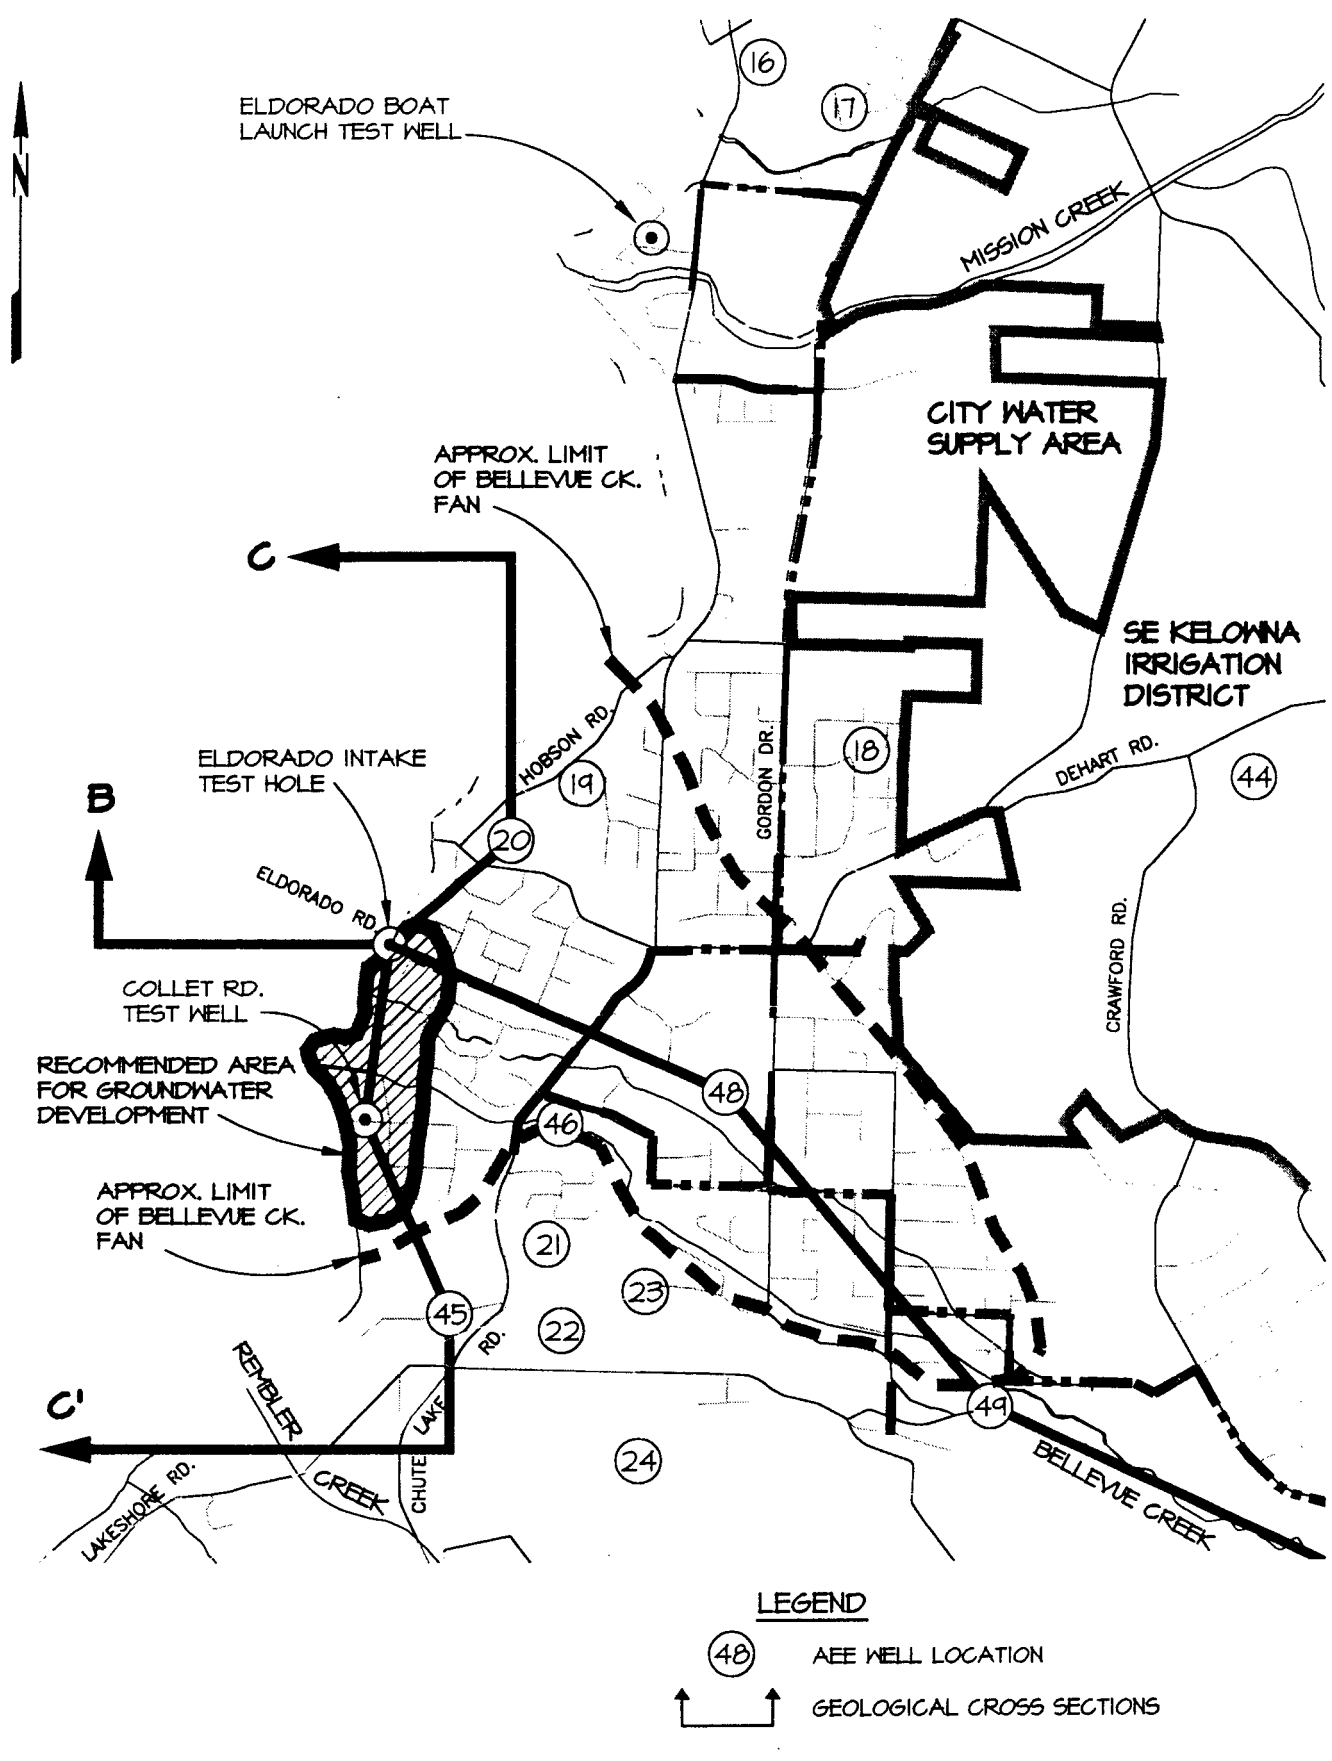 16
17
ELDORADO BOAT
LAUNCH TEST WELL
N
MISSION CREEK
CITY WATER
SUPPLY AREA
APPROX. LIMIT
OF BELLEVUE CK.
FAN
C
SE KELOWNA
IRRIGATION
DISTRICT
HOBSON RD.
GORDON DR.
18
DEHART RD.
44
ELDORADO INTAKE
TEST HOLE
19
B
20
ELDORADO RD.
CRAWFORD RD.
COLLET RD.
TEST WELL
RECOMMENDED AREA
FOR GROUNDWATER
DEVELOPMENT
48
46
APPROX. LIMIT
OF BELLEVUE CK.
FAN
21
23
45
22
REMBLER
CREEK
CHUTE LAKE RD.
C'
49
24
LAKESHORE RD.
BELLEVUE CREEK
LEGEND
48 AEE WELL LOCATION
GEOLOGICAL CROSS SECTIONS